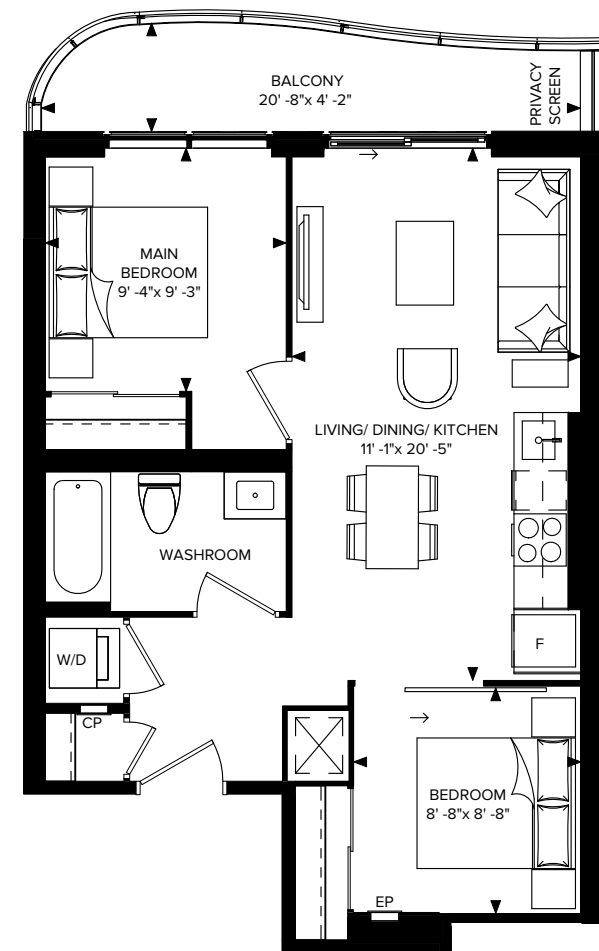 BALCONY
20' -8"x 4' -2"
PRIVACY
SCREEN
MAIN
BEDROOM
9' -4"x 9' -3"
LIVING/ DINING/ KITCHEN
11' -1"x 20' -5"
WASHROOM
W/D
F
CP
BEDROOM
8' -8"x 8' -8"
EP